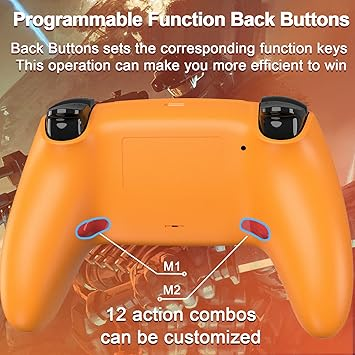 Programmable Function Back Buttons
Back Buttons sets the corresponding function keys
This operation can make you more efficient to win
M1
M2
12 action combos
can be customized